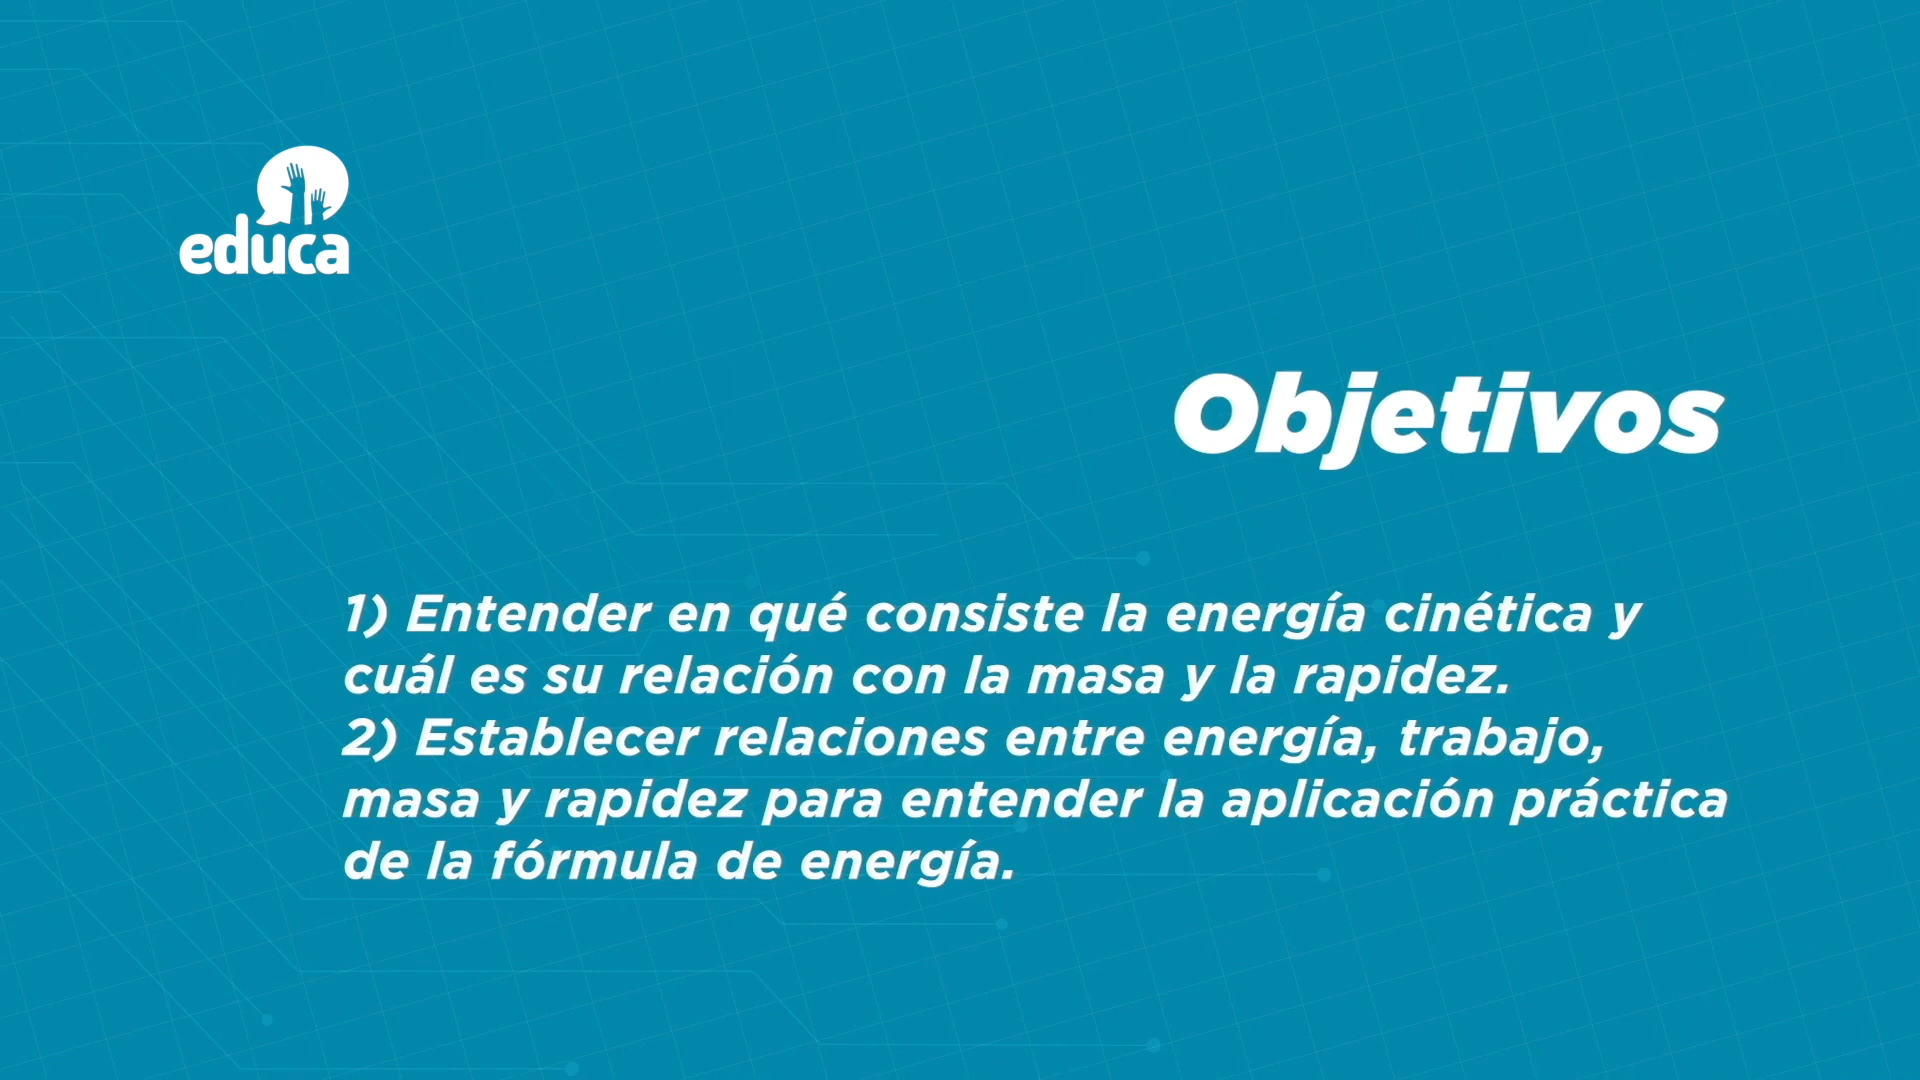 educa
Objetivos
1) Entender en qué consiste la energía cinética y
cuál es su relación con la masa y la rapidez.
2) Establecer relaciones entre energía, trabajo,
masa y rapidez para entender la aplicación práctica
de la fórmula de energía.